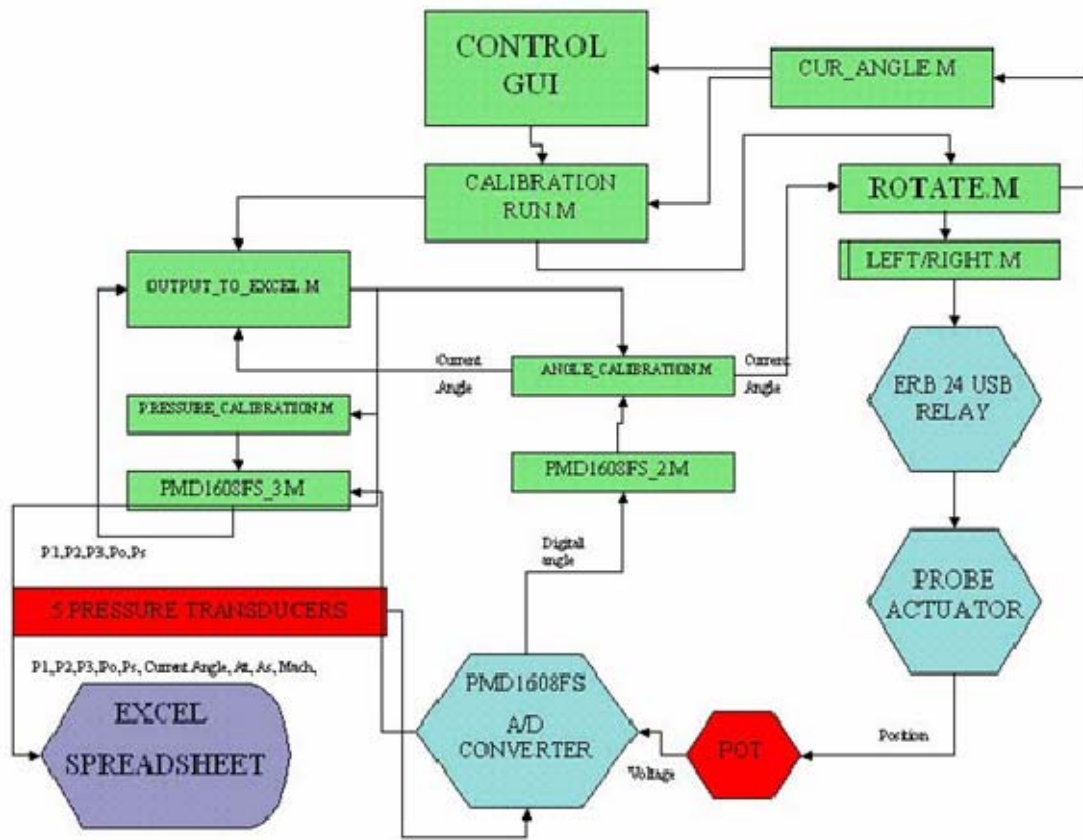 CONTROL
GUI
CUR_ANGLE.M
CALIBRATION
RUN.M
ROTATE.M
LEFT/RIGHT.M
OUTPUT_TO_EXCEL.M
Current
Angle
ANGLE_CALIBRATION.M
Current
Angle
ERB 24 USB
RELAY
PRESSURE_CALIBRATION.M
PMD1608FS_3.M
PMD1608FS_2.M
P1,P2,P3,Po,Ps
Digital
angle
PROBE
ACTUATOR
5 PRESSURE TRANSDUCERS
P1,P2,P3,Po,Ps, Current Angle, At, As, Mach,
EXCEL
SPREADSHEET
PMD1608FS
A/D
CONVERTER
Voltage
POT
Position